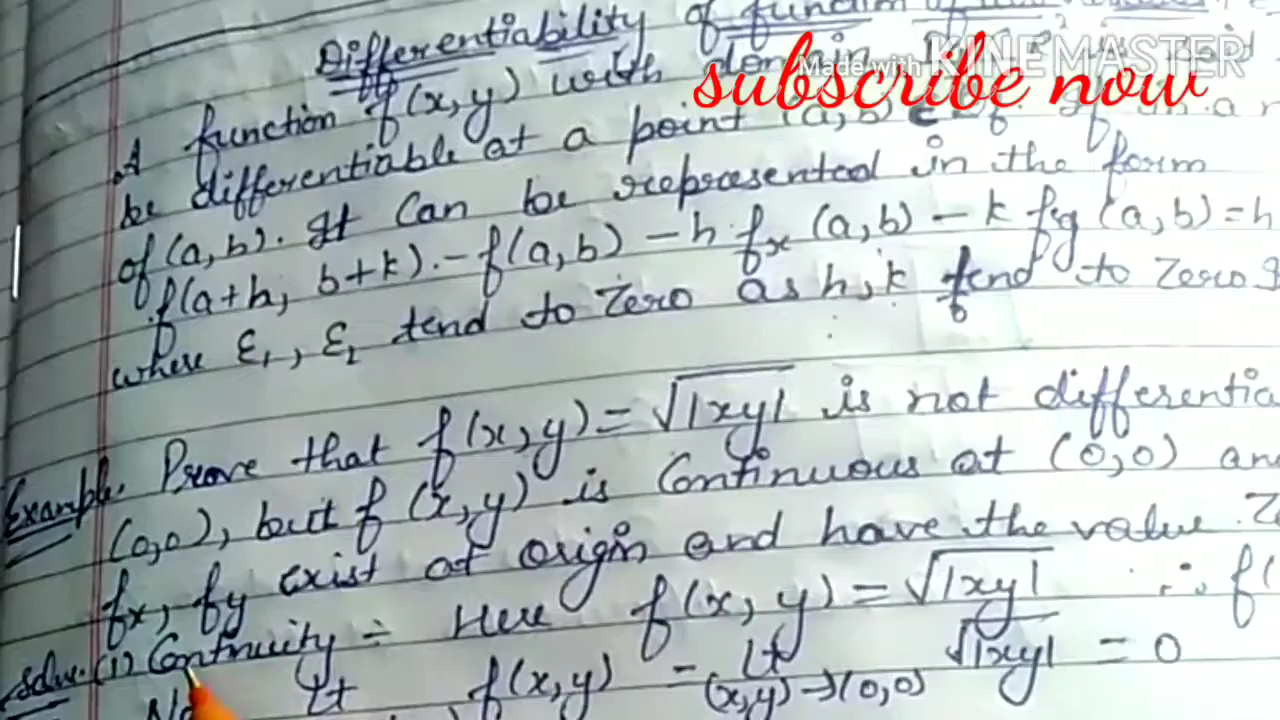 Differentiability of function of
subscribe now
Made with KINEMASTER
A function f(x,y) with domain said
be differentiable at a point (a,b) ∈
of (a,b). It can be represented in the form
f(a+h, b+k).-f(a,b) -h.fx (a,b) - k fy (a,b) = h
where ε1, ε2 tend to zero as h, k tend to zero
Example. Prove that f(x,y) = √|xy| is not differentia
(0,0), but f (x,y) is Continuous at (0,0) an
fx, fy exist at origin and have the value
Soln. (1) Continuity ÷ Here f(x,y) = √|xy| ∴ f(
Lt f(x,y) = Lt (x,y)→(0,0) √|xy| = 0